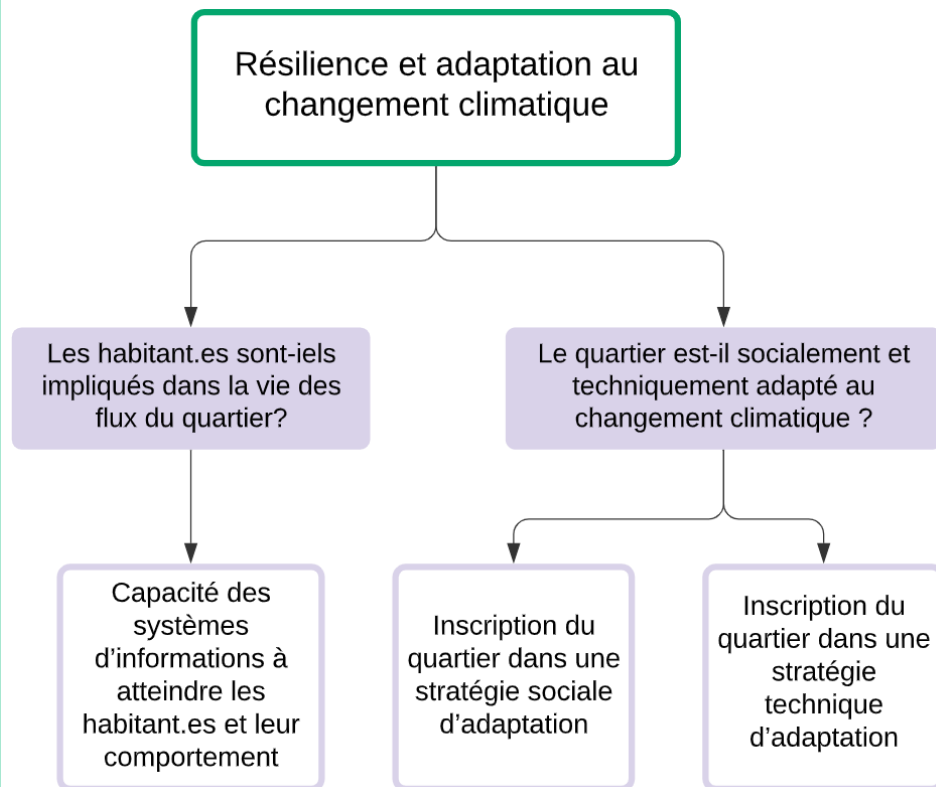 Résilience et adaptation au
changement climatique
Les habitant.es sont-iels
impliqués dans la vie des
flux du quartier?
Le quartier est-il socialement et
techniquement adapté au
changement climatique ?
Capacité des
systèmes
d’informations à
atteindre les
habitant.es et leur
comportement
Inscription du
quartier dans une
stratégie sociale
d’adaptation
Inscription du
quartier dans une
stratégie
technique
d’adaptation